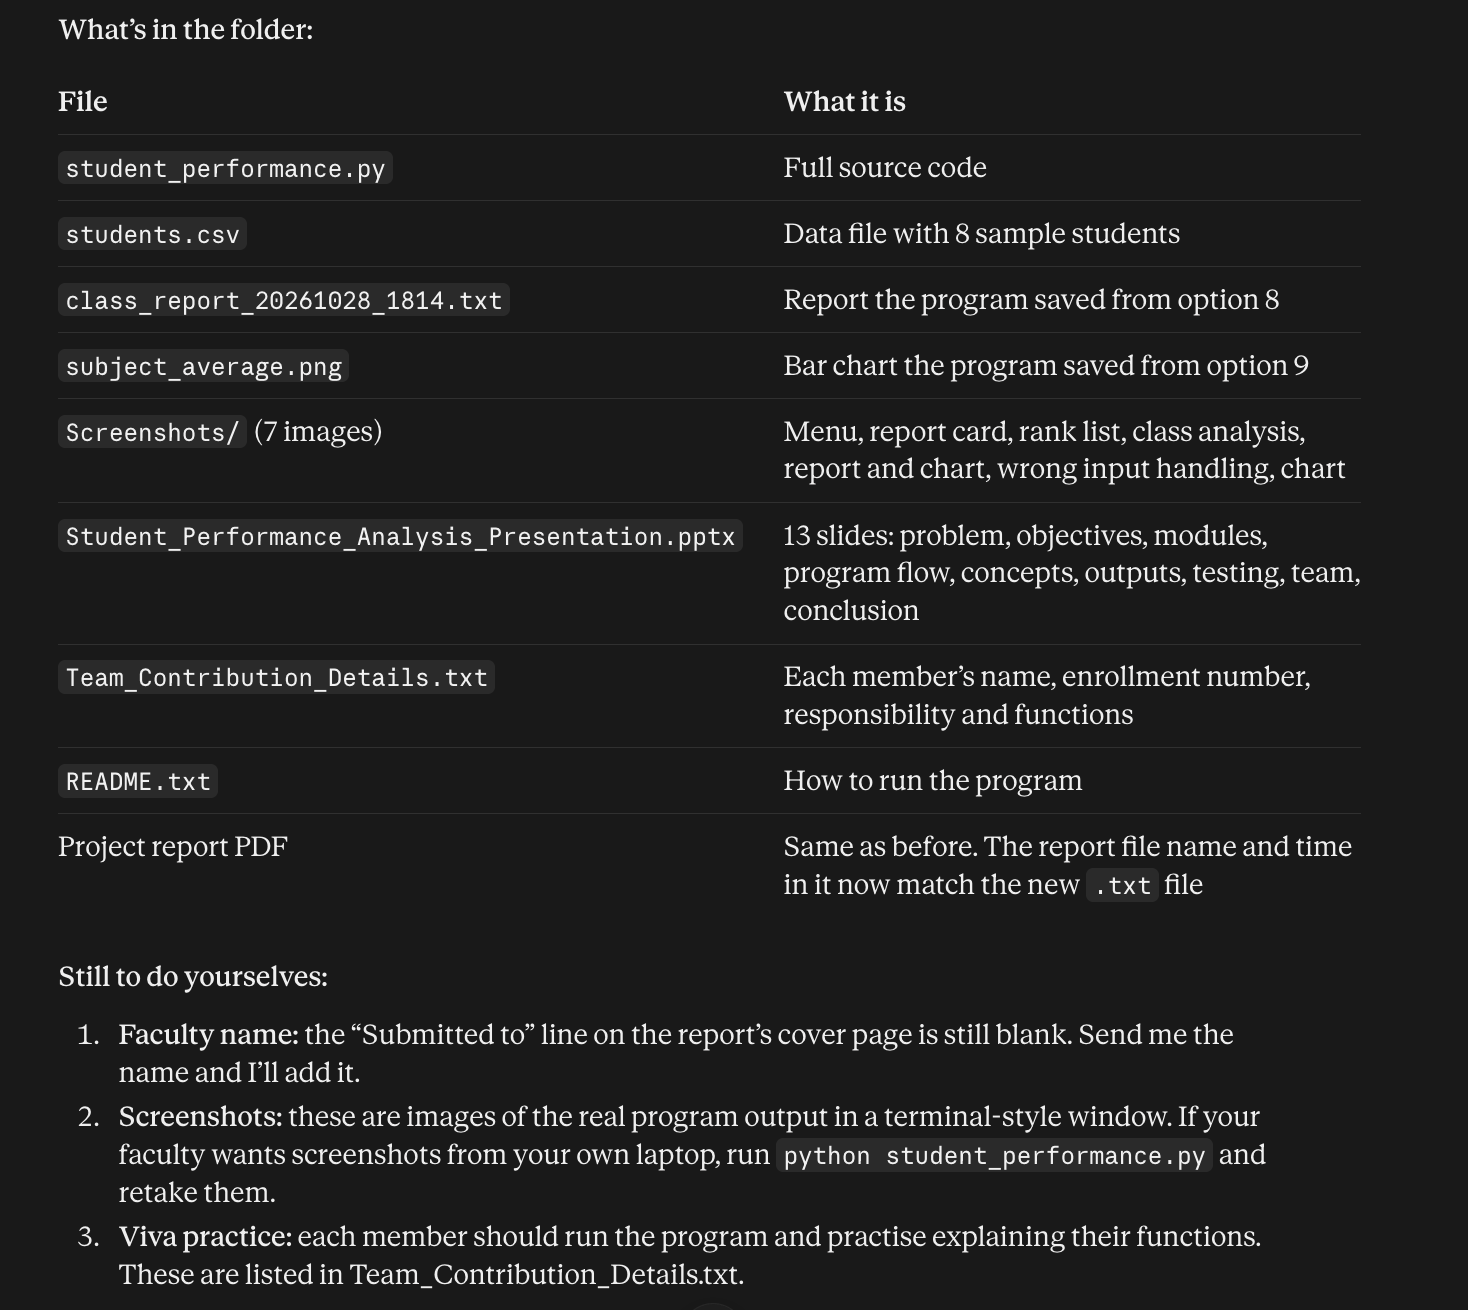 What’s in the folder:
File What it is
student_performance.py Full source code
students.csv Data file with 8 sample students
class_report_20261028_1814.txt Report the program saved from option 8
subject_average.png Bar chart the program saved from option 9
Screenshots/ (7 images) Menu, report card, rank list, class analysis,
report and chart, wrong input handling, chart
Student_Performance_Analysis_Presentation.pptx 13 slides: problem, objectives, modules,
program flow, concepts, outputs, testing, team,
conclusion
Team_Contribution_Details.txt Each member’s name, enrollment number,
responsibility and functions
README.txt How to run the program
Project report PDF Same as before. The report file name and time
in it now match the new .txt file
Still to do yourselves:
1. Faculty name: the “Submitted to” line on the report’s cover page is still blank. Send me the
name and I’ll add it.
2. Screenshots: these are images of the real program output in a terminal-style window. If your
faculty wants screenshots from your own laptop, run python student_performance.py and
retake them.
3. Viva practice: each member should run the program and practise explaining their functions.
These are listed in Team_Contribution_Details.txt.